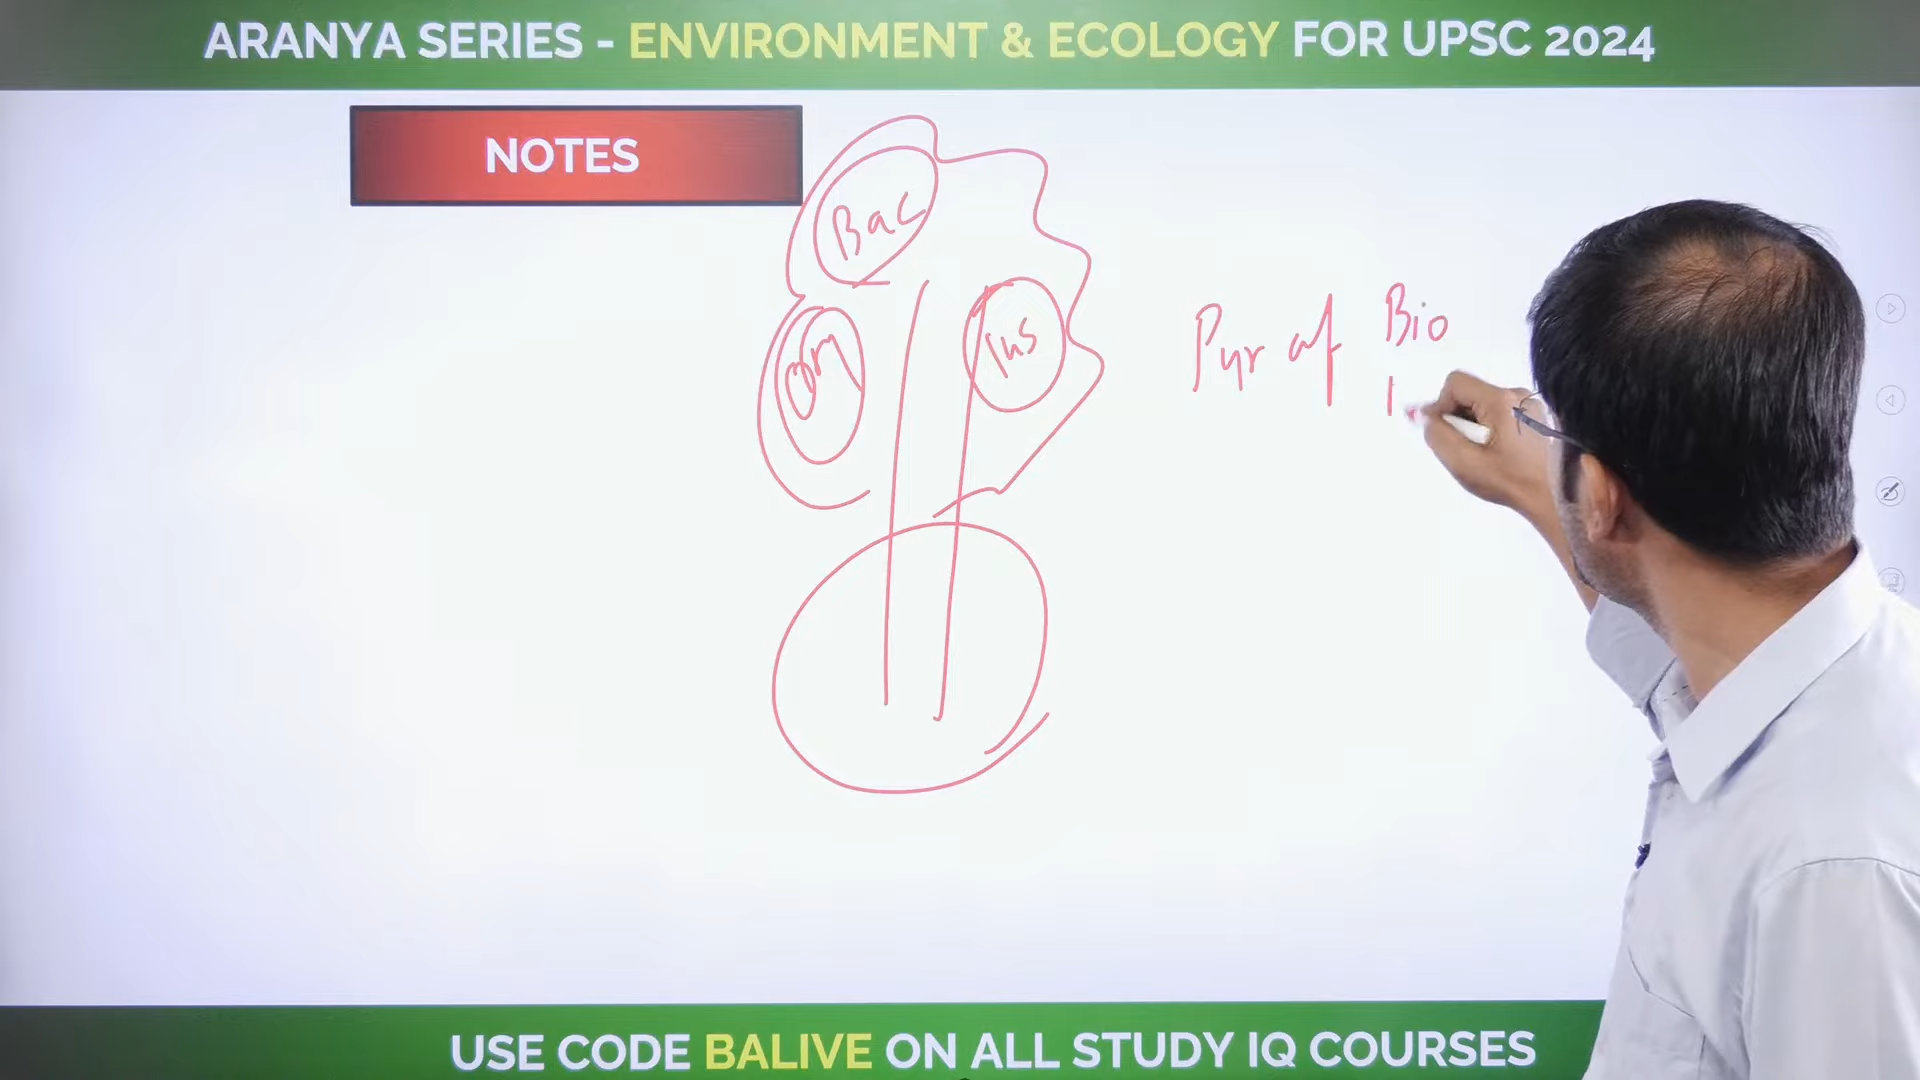 ARANYA SERIES - ENVIRONMENT & ECOLOGY FOR UPSC 2024
NOTES
Bac
Ins
Pyr of Bio
USE CODE BALIVE ON ALL STUDY IQ COURSES